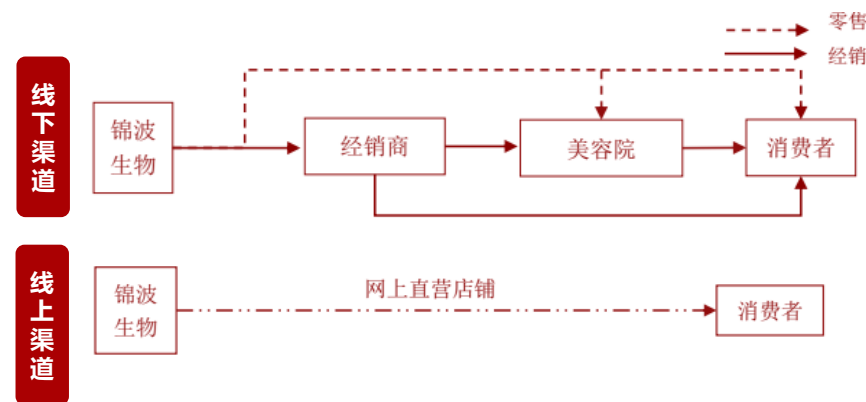 零售
经销
线下渠道
锦波
生物
经销商
美容院
消费者
线上渠道
锦波
生物
网上直营店铺
消费者